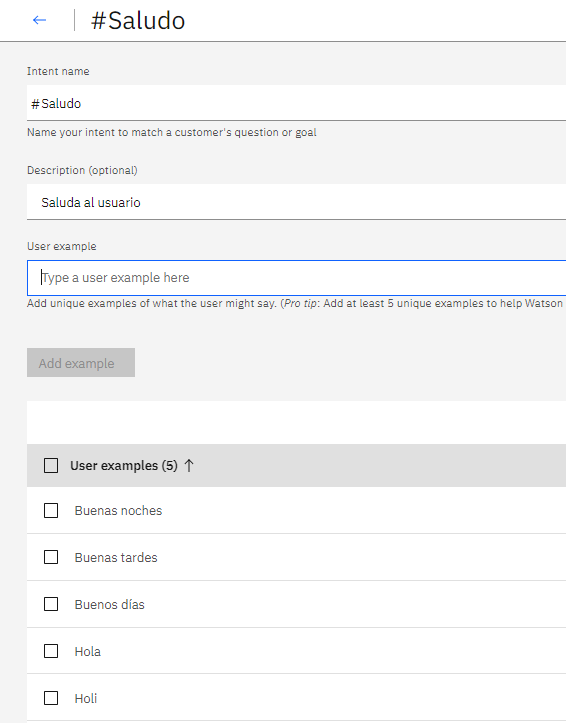 #Saludo
Intent name
#Saludo
Name your intent to match a customer's question or goal
Description (optional)
Saluda al usuario
User example
Type a user example here
Add unique examples of what the user might say. (Pro tip: Add at least 5 unique examples to help Watson
Add example
User examples (5)
Buenas noches
Buenas tardes
Buenos días
Hola
Holi